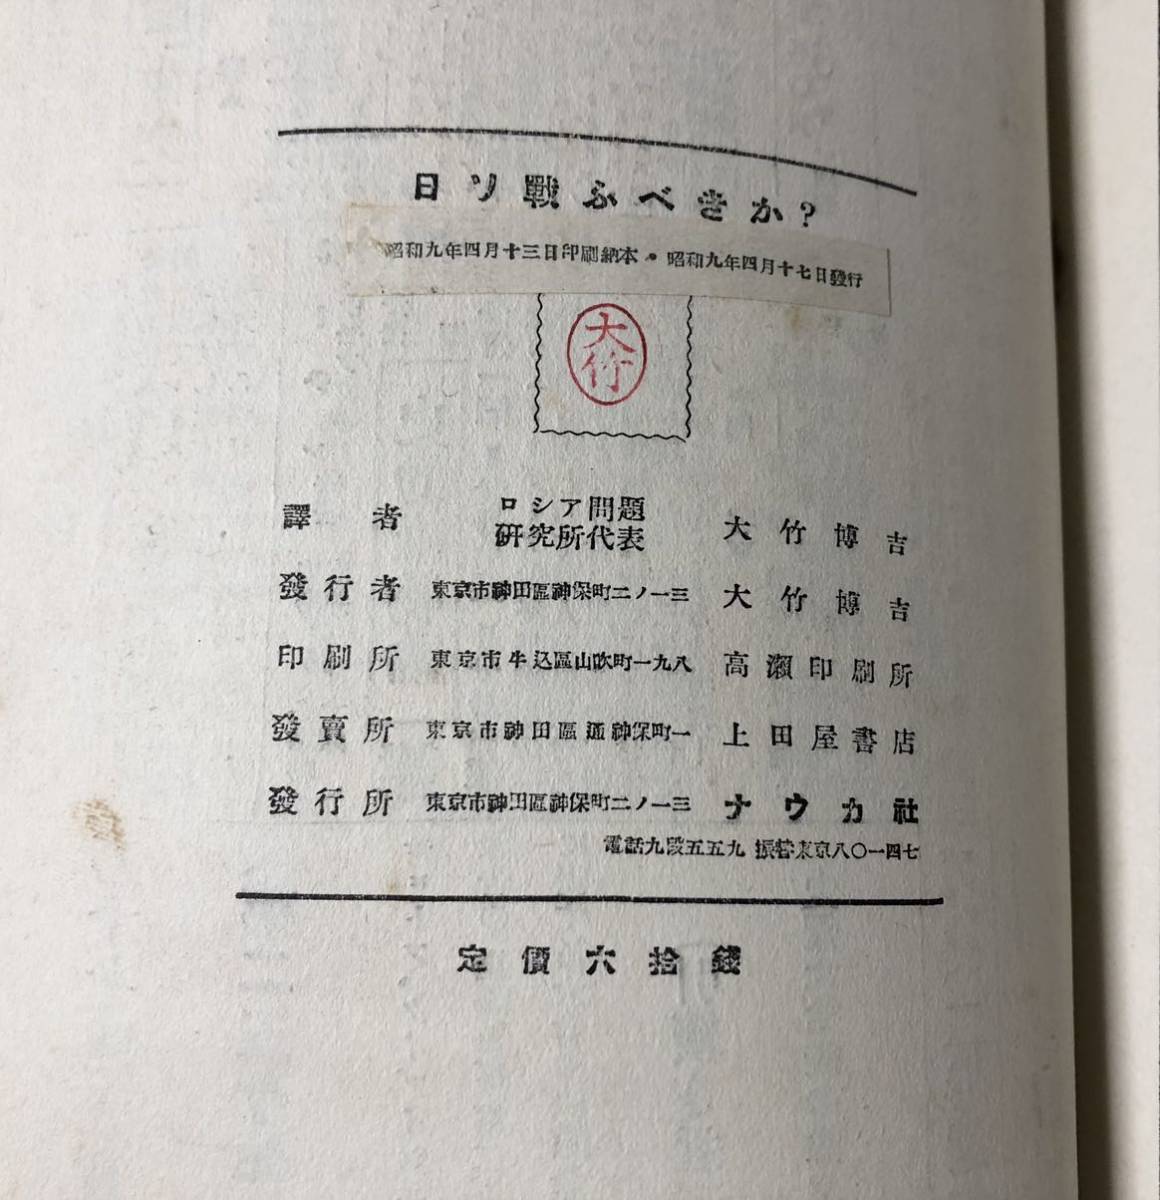 日ソ戰ふべきか?
昭和九年四月十三日印刷納本・昭和九年四月十七日發行
大竹
譯者 ロシア問題研究所代表 大竹博吉
發行者 東京市神田區神保町二ノ一三 大竹博吉
印刷所 東京市牛込區山吹町一九八 高瀨印刷所
發賣所 東京市神田區通神保町一 上田屋書店
發行所 東京市神田區神保町二ノ一三 ナウカ社
電話九段五五九 振替東京八〇一四七
定價六拾錢